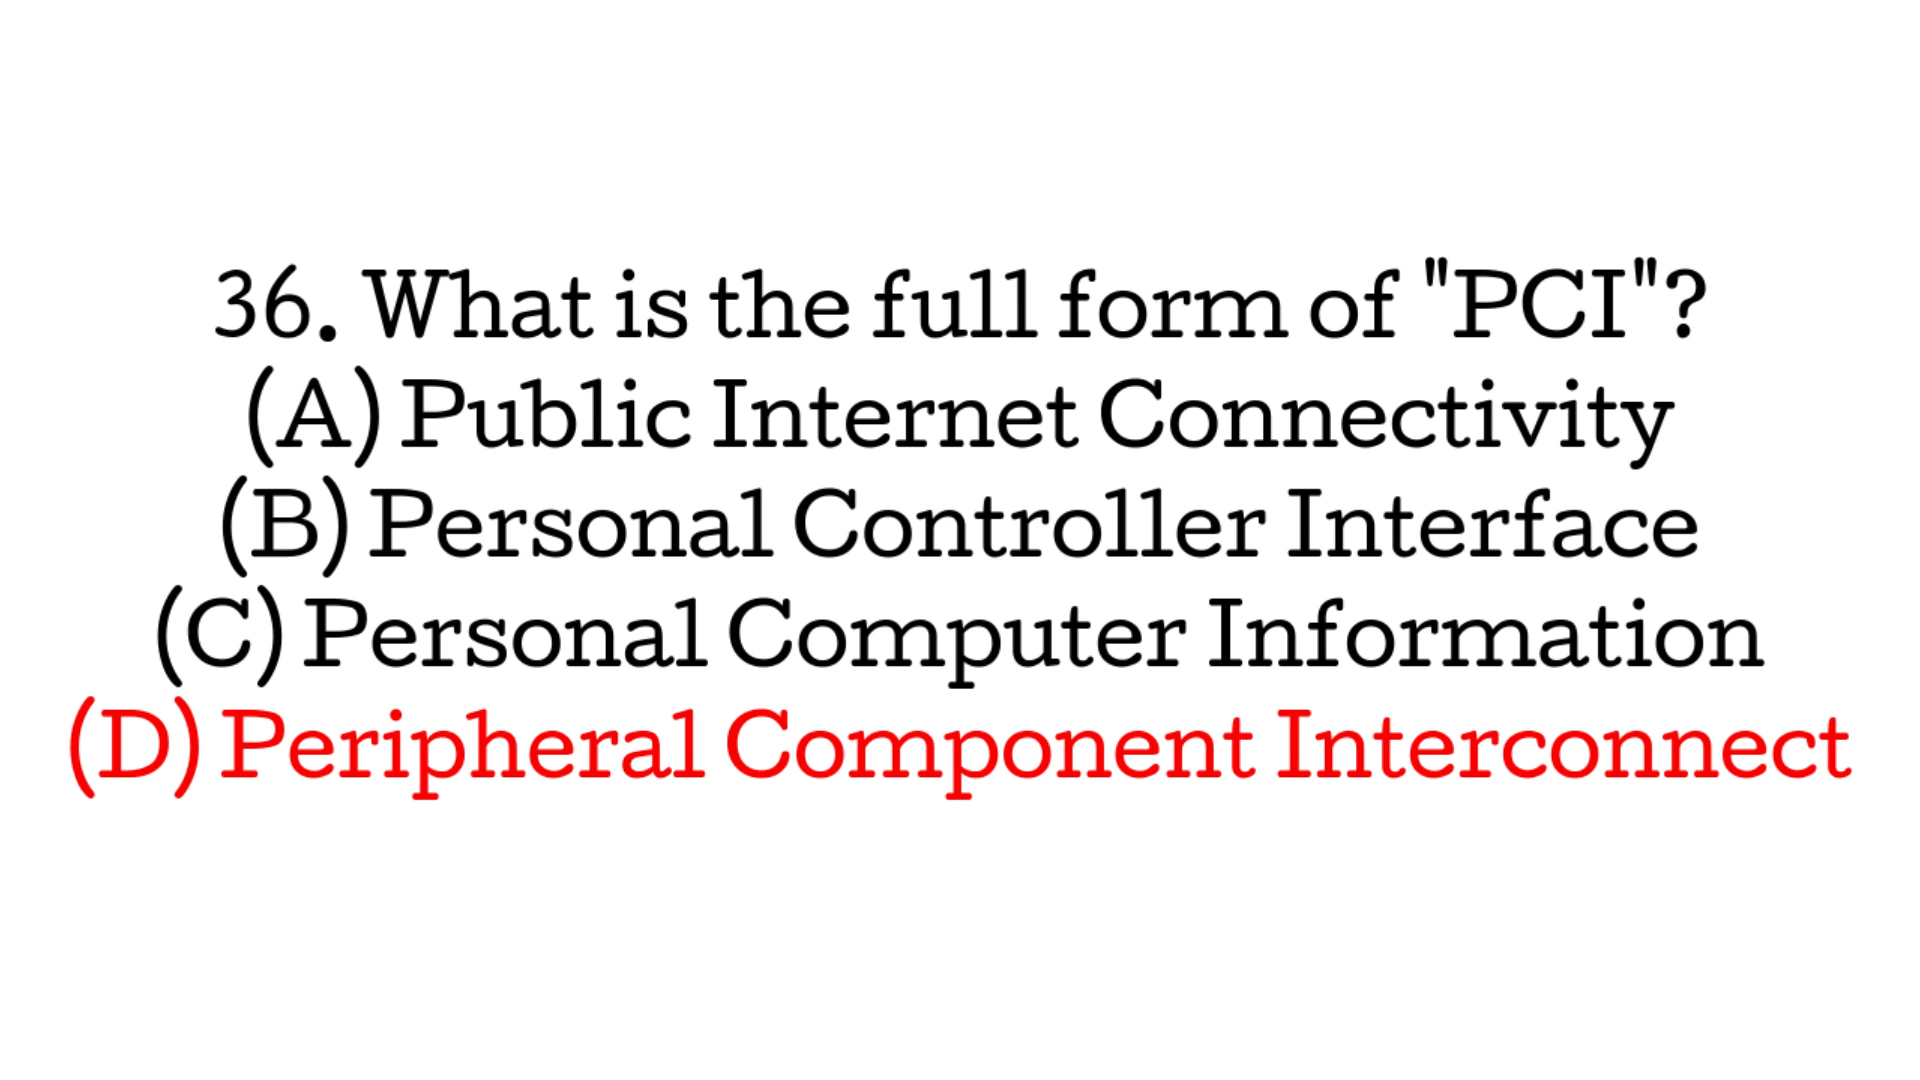 36. What is the full form of "PCI"?
(A) Public Internet Connectivity
(B) Personal Controller Interface
(C) Personal Computer Information
(D) Peripheral Component Interconnect